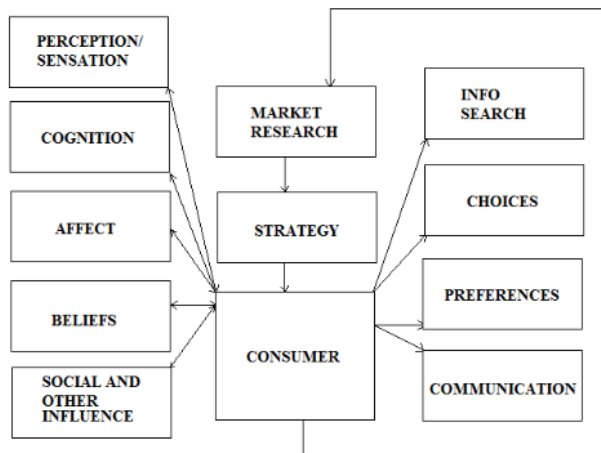 PERCEPTION/
SENSATION
COGNITION
AFFECT
BELIEFS
SOCIAL AND
OTHER
INFLUENCE
MARKET
RESEARCH
STRATEGY
CONSUMER
INFO
SEARCH
CHOICES
PREFERENCES
COMMUNICATION